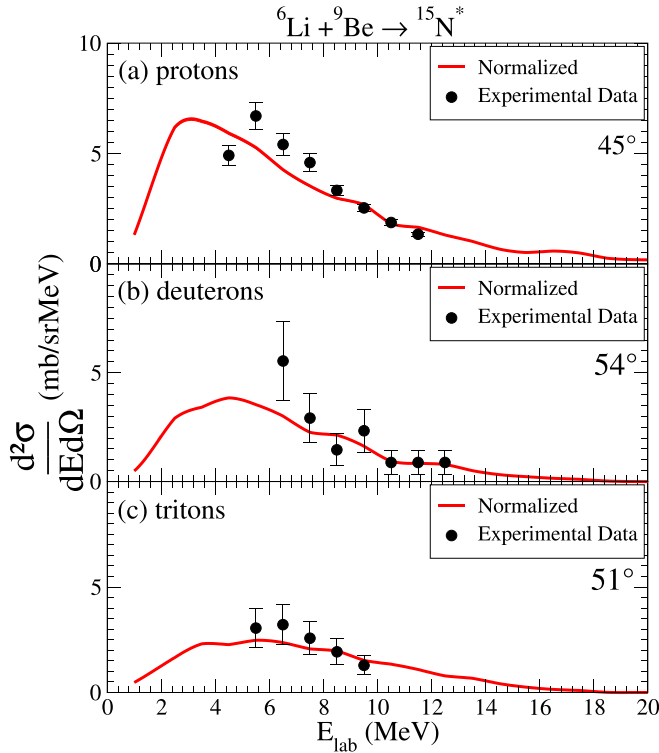 ⁶Li + ⁹Be → ¹⁵N*
10
(a) protons
Normalized
Experimental Data
45°
5
0
(b) deuterons
Normalized
Experimental Data
54°
5
0
(c) tritons
Normalized
Experimental Data
51°
5
0
d²σ
dEdΩ
(mb/srMeV)
0 2 4 6 8 10 12 14 16 18 20
E_lab (MeV)